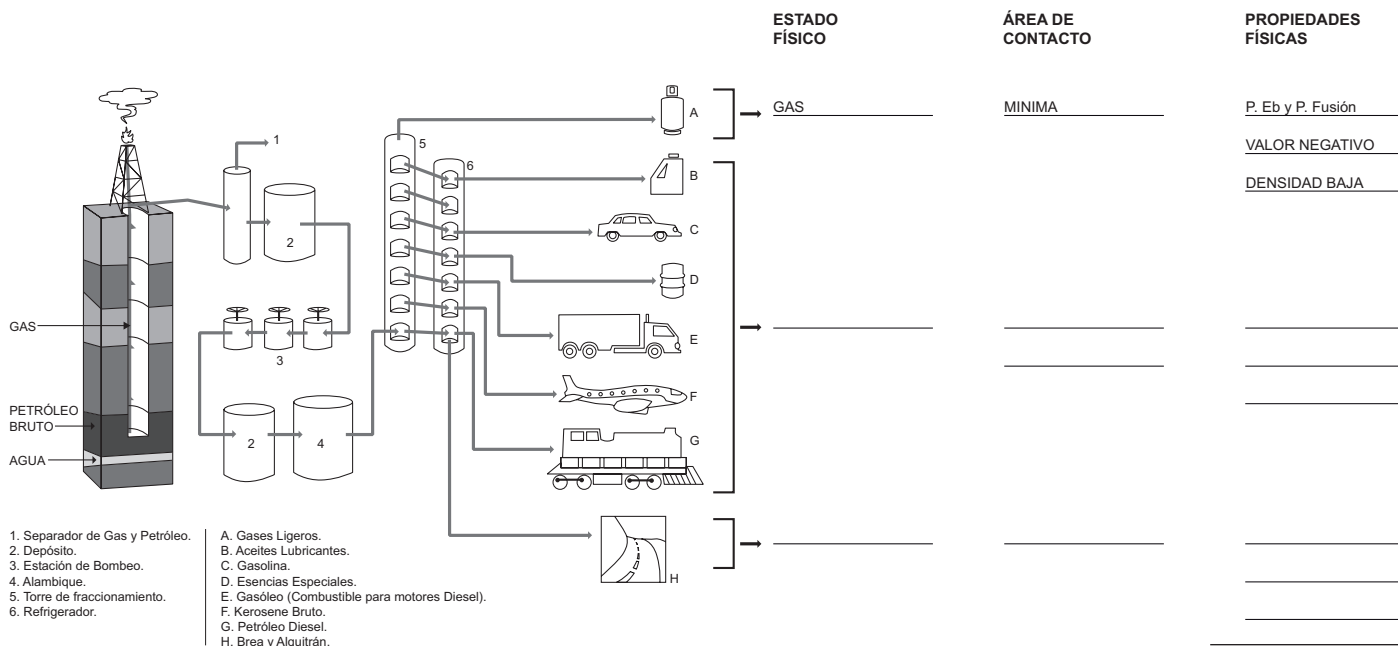 ESTADO
FÍSICO
ÁREA DE
CONTACTO
PROPIEDADES
FÍSICAS
GAS
MINIMA
P. Eb y P. Fusión
VALOR NEGATIVO
DENSIDAD BAJA
1
2
3
2
4
5
6
A
B
C
D
E
F
G
H
GAS
PETRÓLEO
BRUTO
AGUA
1. Separador de Gas y Petróleo.
2. Depósito.
3. Estación de Bombeo.
4. Alambique.
5. Torre de fraccionamiento.
6. Refrigerador.
A. Gases Ligeros.
B. Aceites Lubricantes.
C. Gasolina.
D. Esencias Especiales.
E. Gasóleo (Combustible para motores Diesel).
F. Kerosene Bruto.
G. Petróleo Diesel.
H. Brea y Alquitrán.